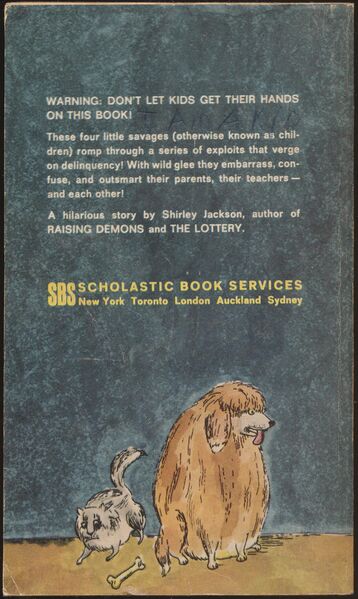 WARNING: DON'T LET KIDS GET THEIR HANDS
ON THIS BOOK!
These four little savages (otherwise known as chil-
dren) romp through a series of exploits that verge
on delinquency! With wild glee they embarrass, con-
fuse, and outsmart their parents, their teachers —
and each other!
A hilarious story by Shirley Jackson, author of
RAISING DEMONS and THE LOTTERY.
SBS SCHOLASTIC BOOK SERVICES
New York Toronto London Auckland Sydney